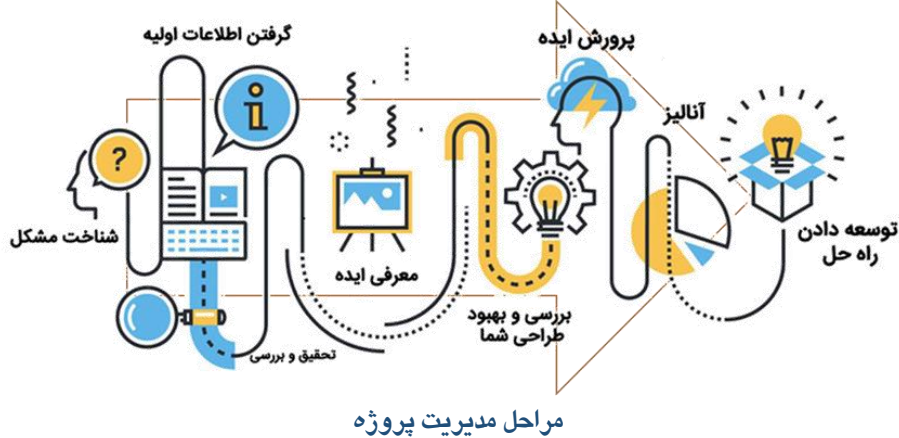 شناخت مشکل
گرفتن اطلاعات اولیه
تحقیق و بررسی
معرفی ایده
بررسی و بهبود
طراحی شما
پرورش ایده
آنالیز
توسعه دادن
راه حل
مراحل مدیریت پروژه